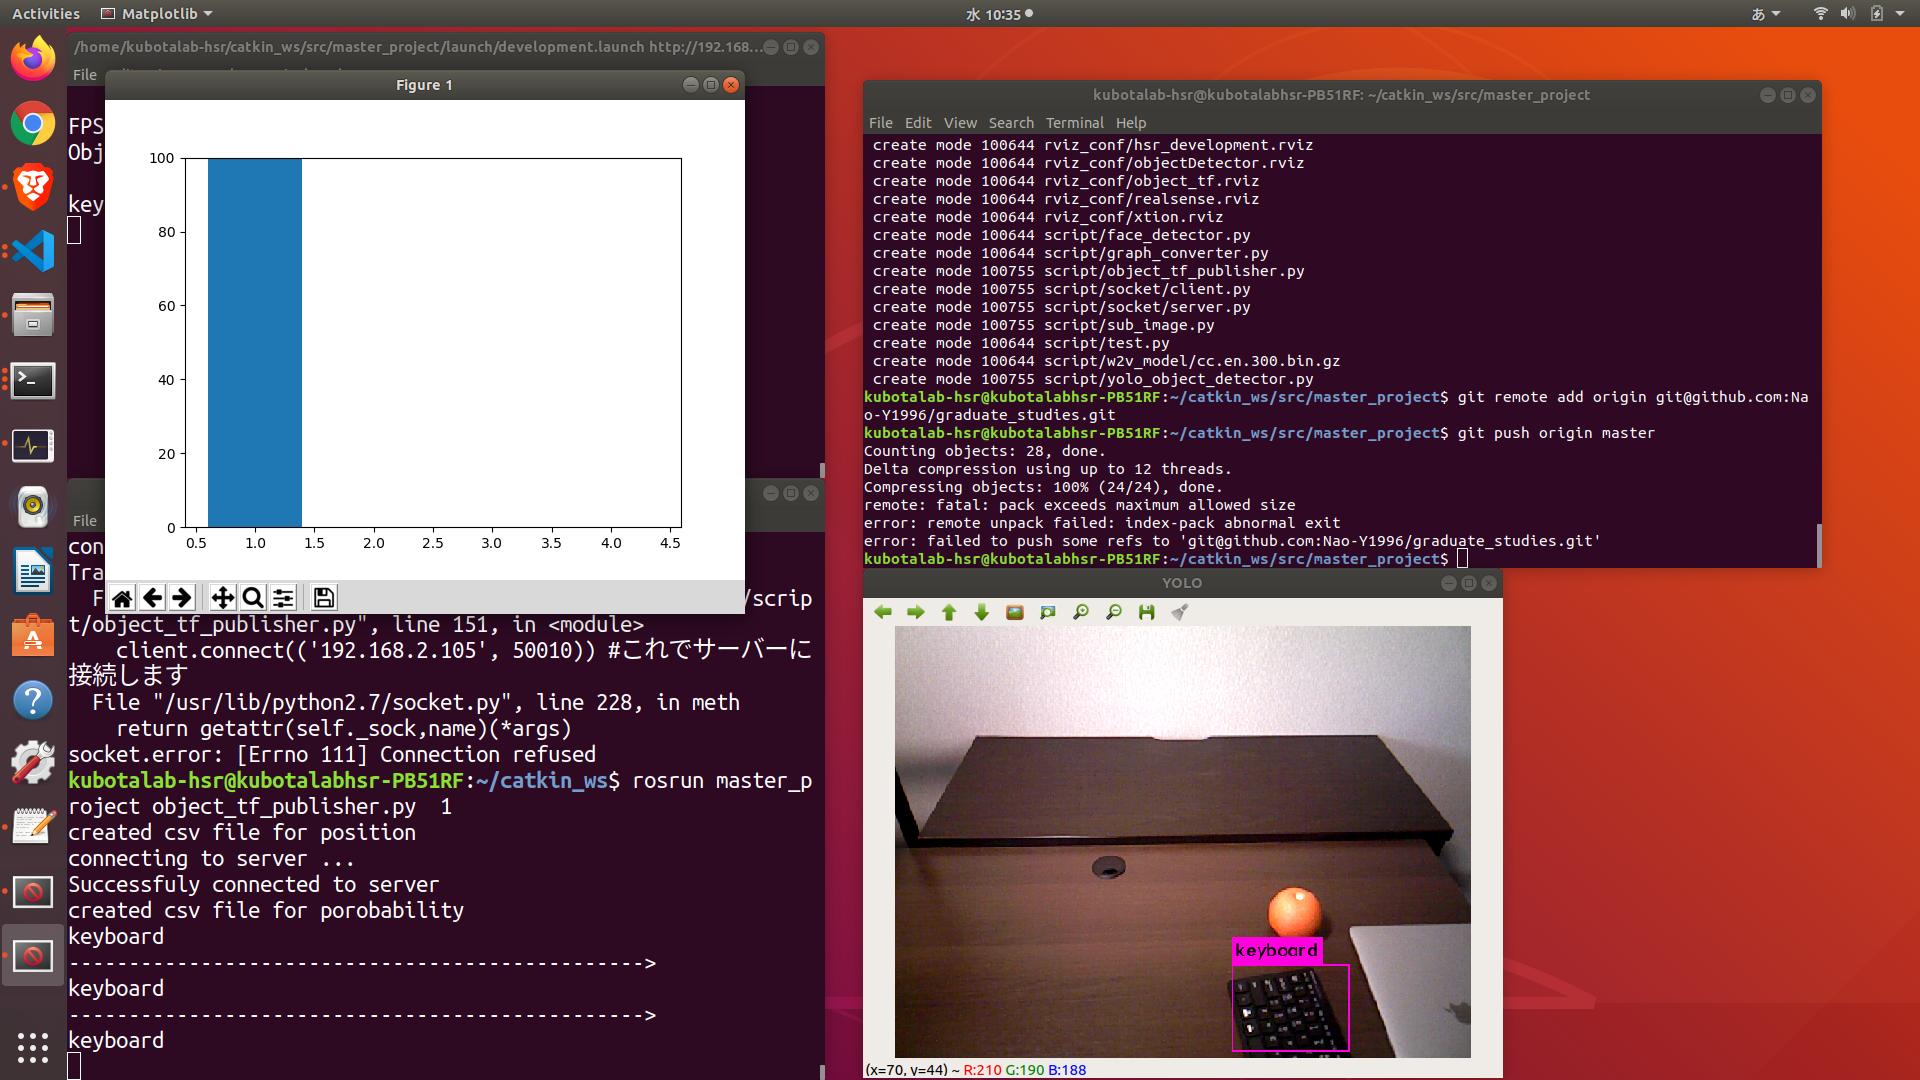 Activities
Matplotlib
水 10:35
あ
/home/kubotalab-hsr/catkin_ws/src/master_project/launch/development.launch http://192.168...
File
FPS
Obj
key
Figure 1
100
80
60
40
20
0
0.5 1.0 1.5 2.0 2.5 3.0 3.5 4.0 4.5
File
con
Tra
F
/scrip
t/object_tf_publisher.py", line 151, in <module>
client.connect(('192.168.2.105', 50010)) #これでサーバーに
接続します
File "/usr/lib/python2.7/socket.py", line 228, in meth
return getattr(self._sock,name)(*args)
socket.error: [Errno 111] Connection refused
kubotalab-hsr@kubotalabhsr-PB51RF:~/catkin_ws$ rosrun master_p
roject object_tf_publisher.py  1
created csv file for position
connecting to server ...
Successfuly connected to server
created csv file for porobability
keyboard
------------------------------------------------>
keyboard
------------------------------------------------>
keyboard
kubotalab-hsr@kubotalabhsr-PB51RF: ~/catkin_ws/src/master_project
File Edit View Search Terminal Help
create mode 100644 rviz_conf/hsr_development.rviz
create mode 100644 rviz_conf/objectDetector.rviz
create mode 100644 rviz_conf/object_tf.rviz
create mode 100644 rviz_conf/realsense.rviz
create mode 100644 rviz_conf/xtion.rviz
create mode 100644 script/face_detector.py
create mode 100644 script/graph_converter.py
create mode 100755 script/object_tf_publisher.py
create mode 100755 script/socket/client.py
create mode 100755 script/socket/server.py
create mode 100755 script/sub_image.py
create mode 100644 script/test.py
create mode 100644 script/w2v_model/cc.en.300.bin.gz
create mode 100755 script/yolo_object_detector.py
kubotalab-hsr@kubotalabhsr-PB51RF:~/catkin_ws/src/master_project$ git remote add origin git@github.com:Na
o-Y1996/graduate_studies.git
kubotalab-hsr@kubotalabhsr-PB51RF:~/catkin_ws/src/master_project$ git push origin master
Counting objects: 28, done.
Delta compression using up to 12 threads.
Compressing objects: 100% (24/24), done.
remote: fatal: pack exceeds maximum allowed size
error: remote unpack failed: index-pack abnormal exit
error: failed to push some refs to 'git@github.com:Nao-Y1996/graduate_studies.git'
kubotalab-hsr@kubotalabhsr-PB51RF:~/catkin_ws/src/master_project$
YOLO
keyboard
(x=70, y=44) ~ R:210 G:190 B:188